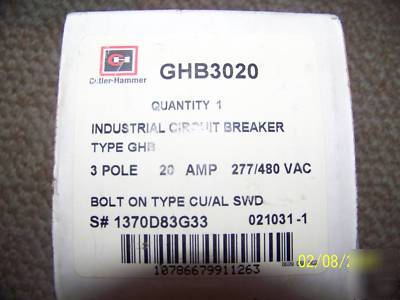 Cutler-Hammer
GHB3020
QUANTITY 1
INDUSTRIAL CIRCUIT BREAKER
TYPE GHB
3 POLE 20 AMP 277/480 VAC
BOLT ON TYPE CU/AL SWD
S# 1370D83G33 021031-1
10786679911263
02/08/